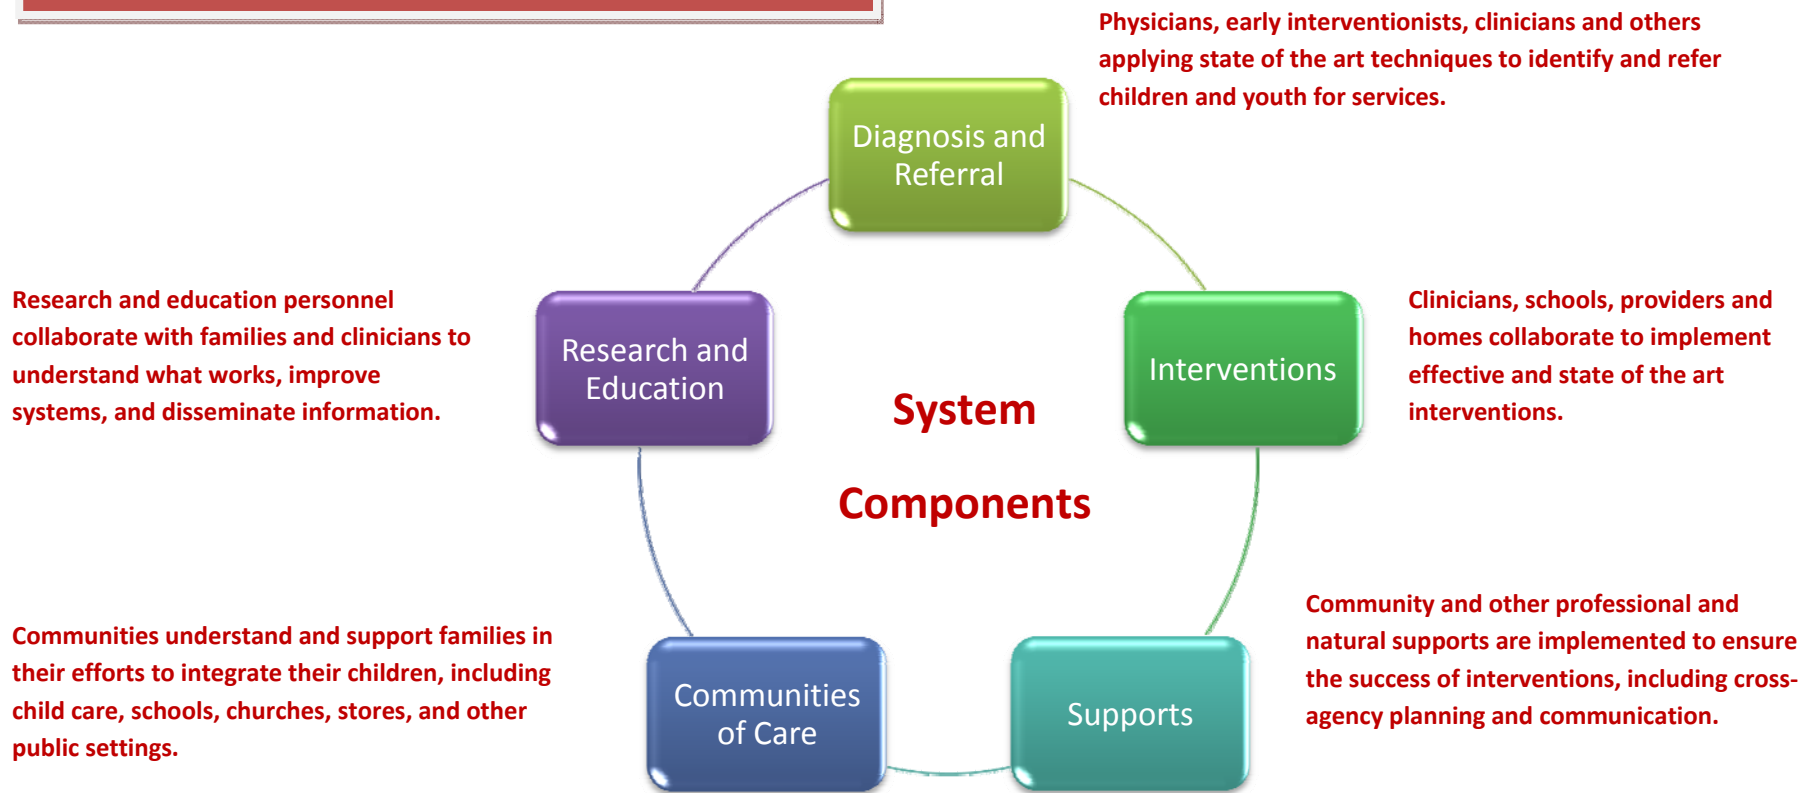 Physicians, early interventionists, clinicians and others
applying state of the art techniques to identify and refer
children and youth for services.
Diagnosis and
Referral
Research and education personnel
collaborate with families and clinicians to
understand what works, improve
systems, and disseminate information.
Research and
Education
System
Components
Interventions
Clinicians, schools, providers and
homes collaborate to implement
effective and state of the art
interventions.
Communities understand and support families in
their efforts to integrate their children, including
child care, schools, churches, stores, and other
public settings.
Communities
of Care
Supports
Community and other professional and
natural supports are implemented to ensure
the success of interventions, including cross-
agency planning and communication.